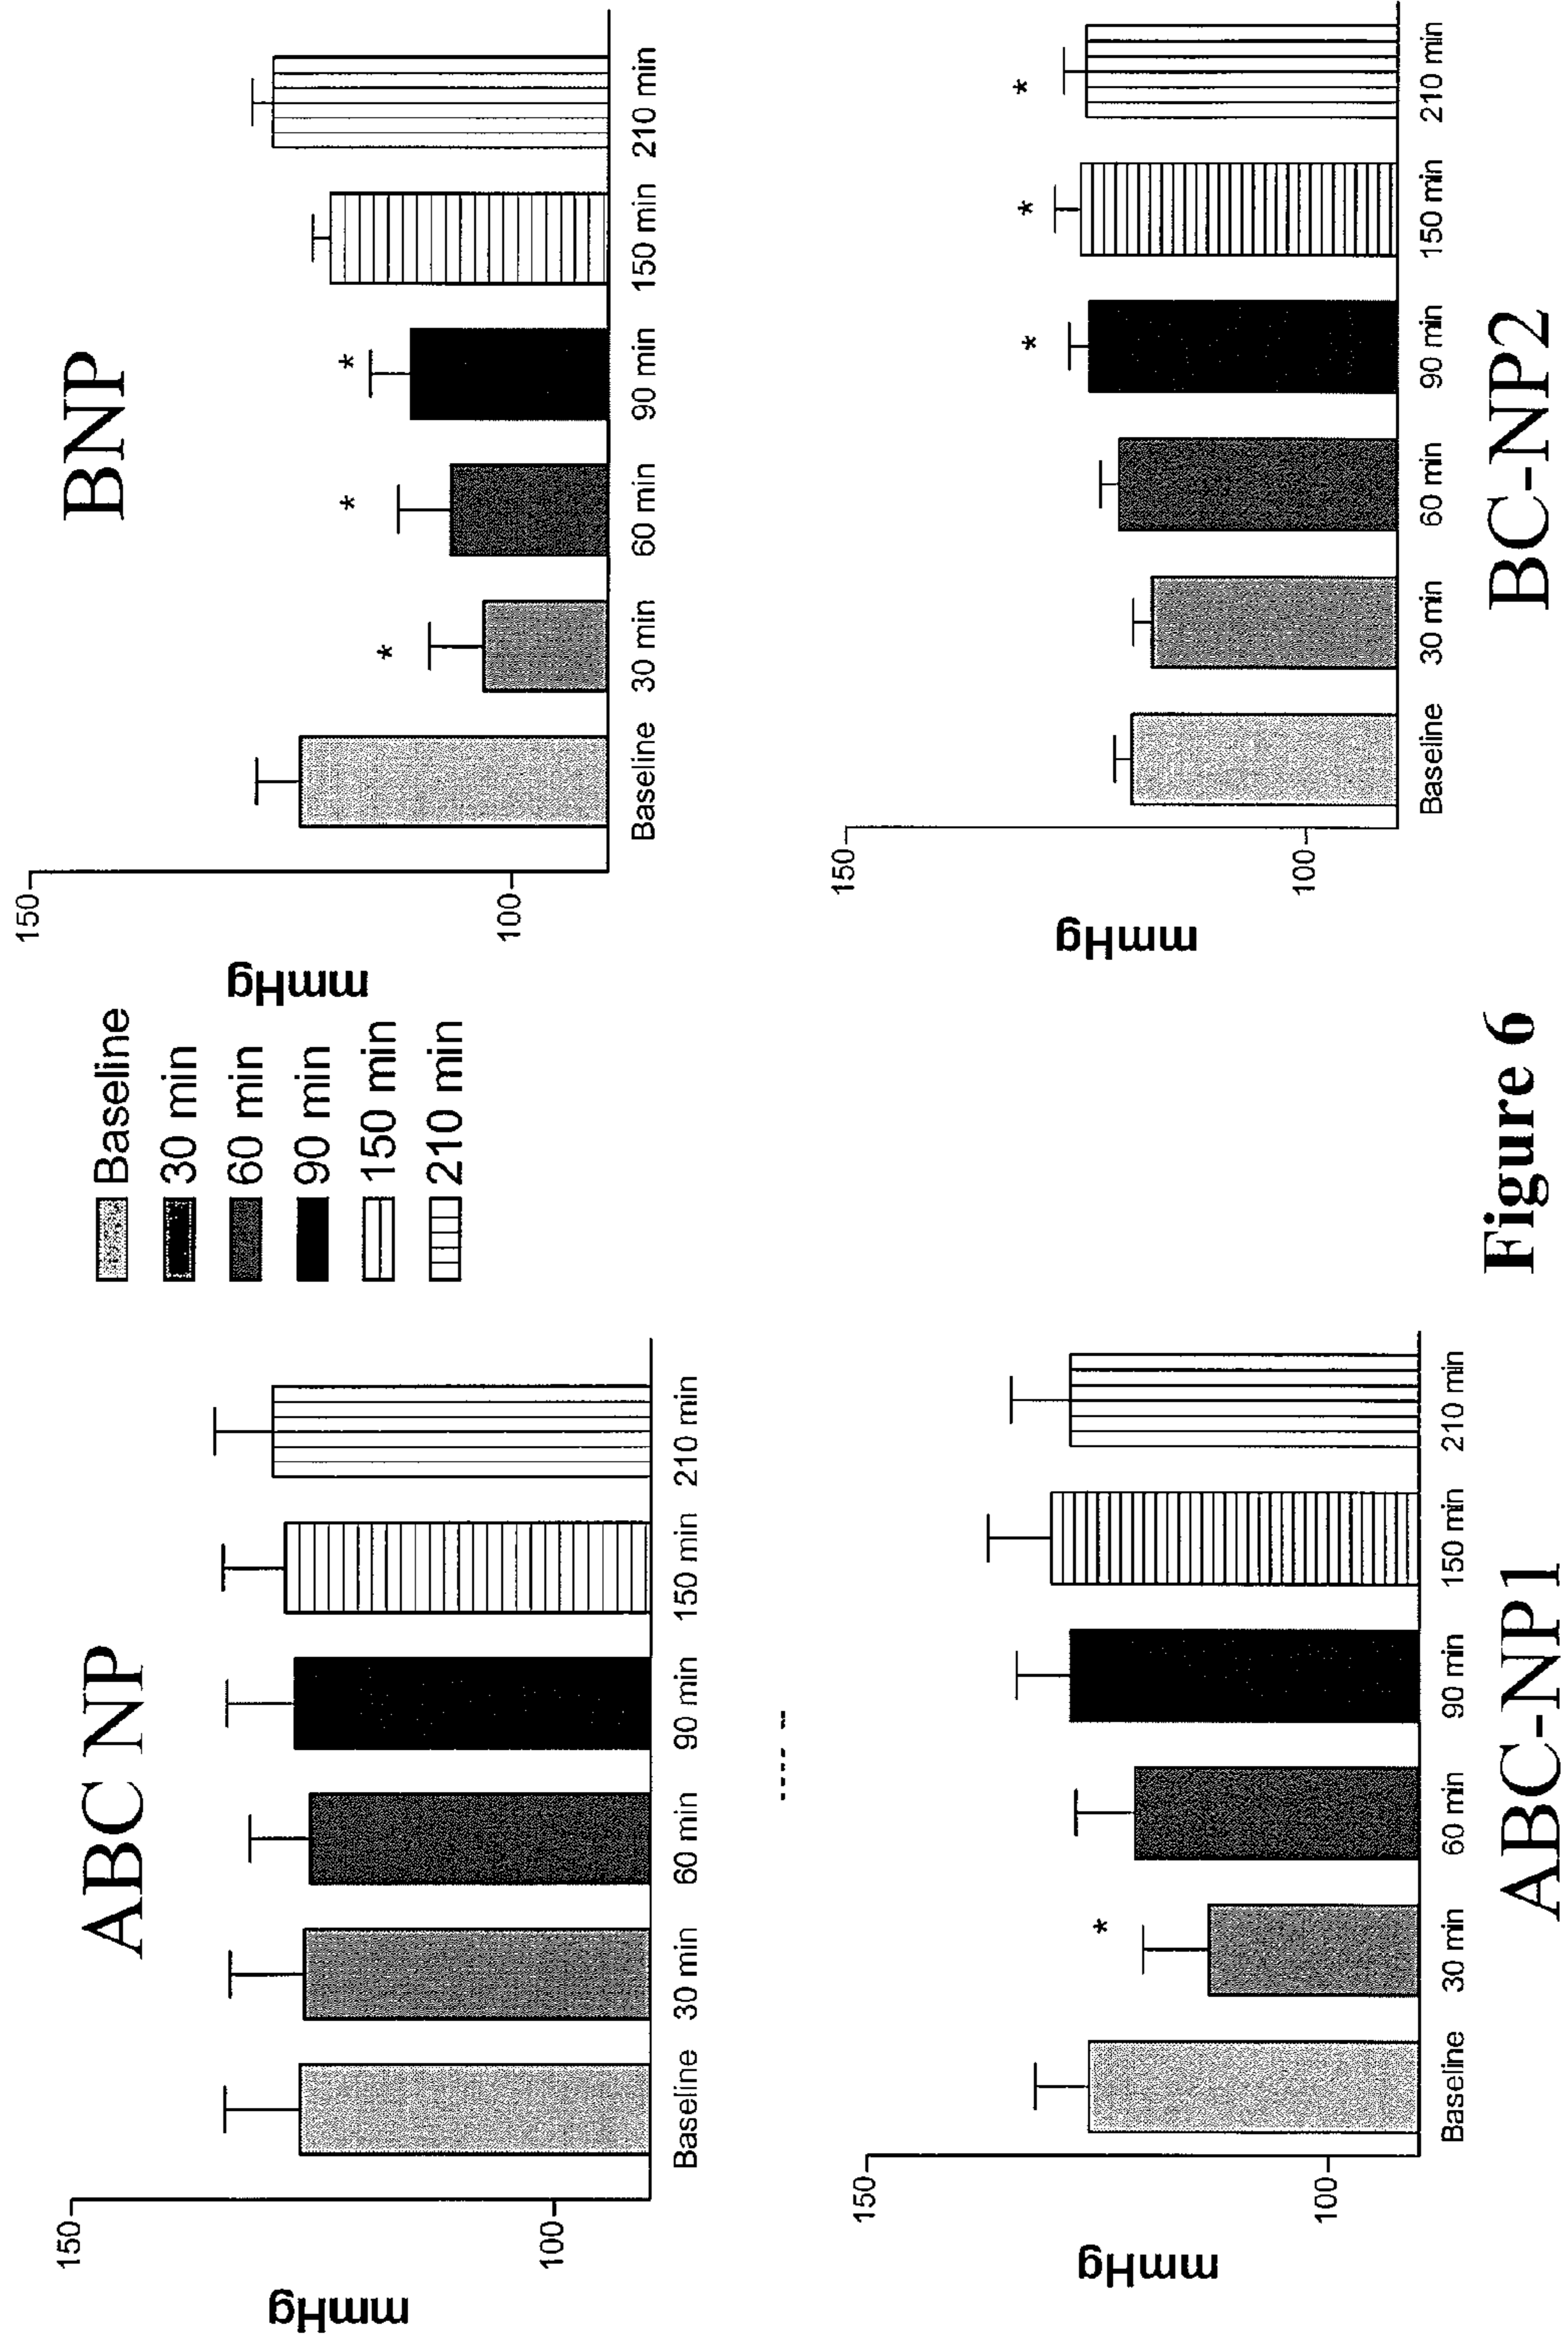 ABC NP
150
100
mmHg
Baseline 30 min 60 min 90 min 150 min 210 min
Baseline
30 min
60 min
90 min
150 min
210 min
BNP
150
100
mmHg
* * *
Baseline 30 min 60 min 90 min 150 min 210 min
150
100
mmHg
*
Baseline 30 min 60 min 90 min 150 min 210 min
ABC-NP1
150
100
mmHg
* * *
Baseline 30 min 60 min 90 min 150 min 210 min
BC-NP2
Figure 6